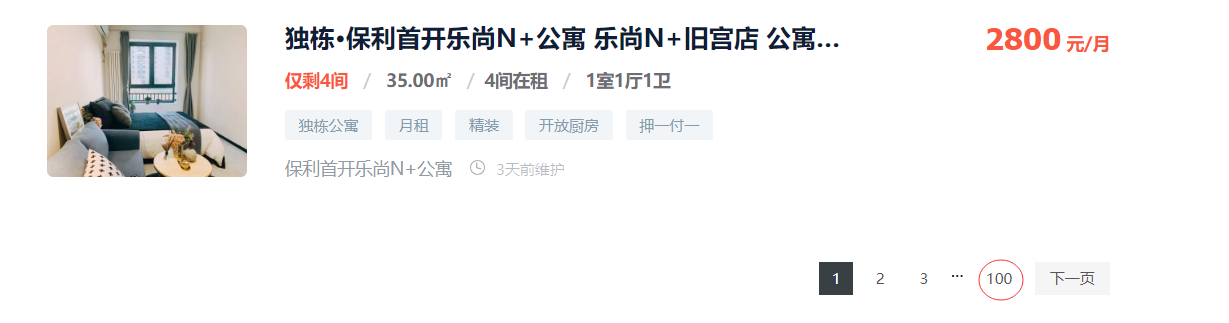 独栋·保利首开乐尚N+公寓 乐尚N+旧宫店 公寓... 2800 元/月
仅剩4间 / 35.00㎡ / 4间在租 / 1室1厅1卫
独栋公寓 月租 精装 开放厨房 押一付一
保利首开乐尚N+公寓 3天前维护
1 2 3 ... 100 下一页